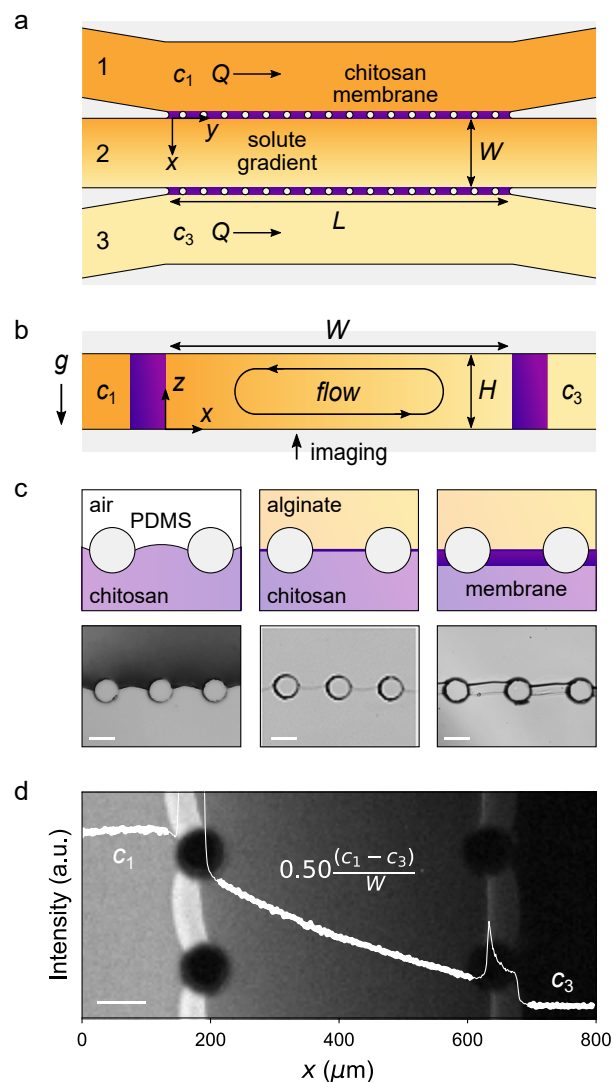 a
1
c₁ Q
chitosan
membrane
y
x
2
solute
gradient
W
3
c₃ Q
L
b
W
g
c₁
z
x
flow
H
c₃
imaging
c
air
PDMS
chitosan
alginate
chitosan
membrane
d
Intensity (a.u.)
c₁
0.50 (c₁ − c₃)
W
c₃
0 200 400 600 800
x (μm)